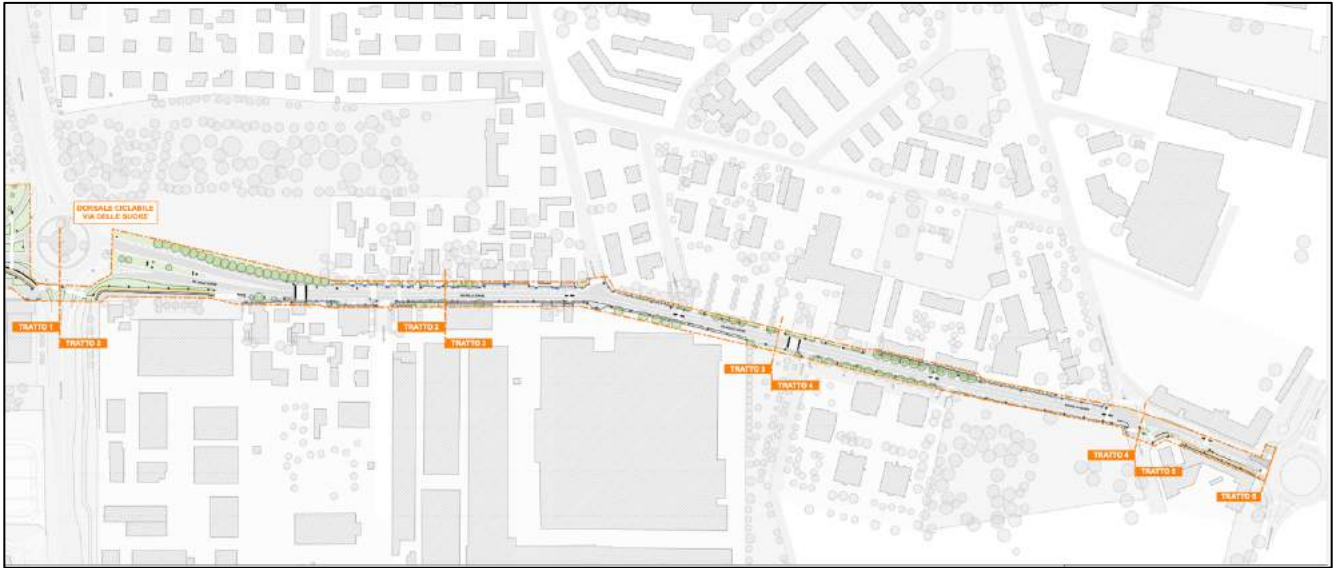 DORSALE CICLABILE
VIA DELLE SUORE
TRATTO 1
TRATTO 2
TRATTO 2
TRATTO 3
TRATTO 3
TRATTO 4
TRATTO 4
TRATTO 5
TRATTO 5